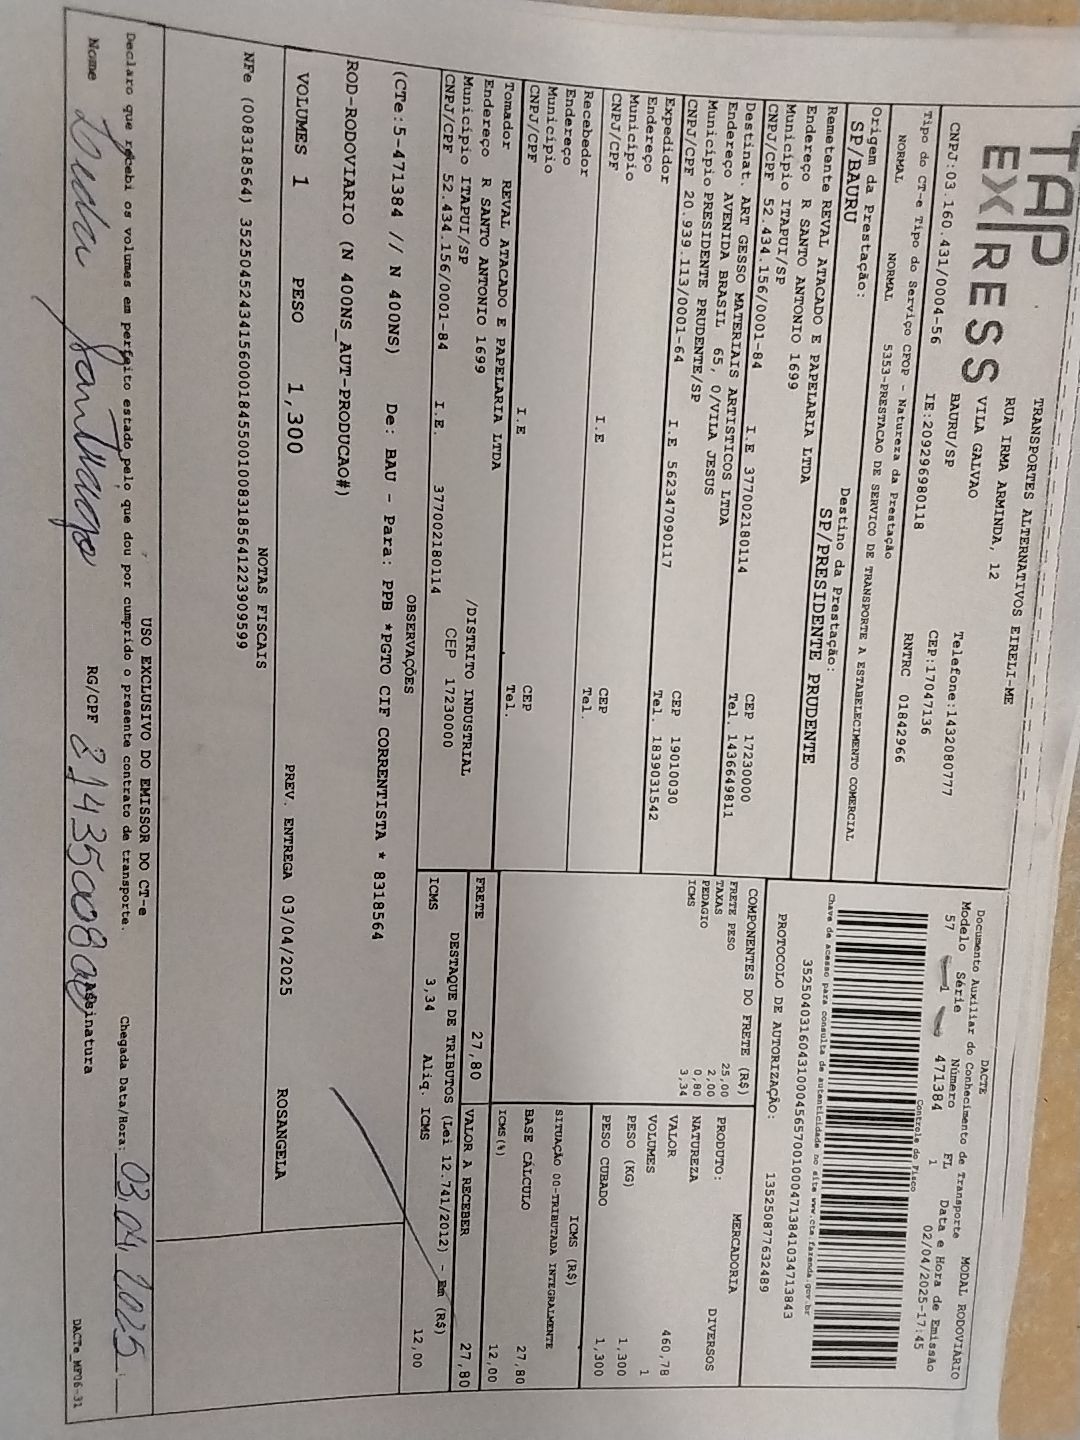 TAP
EXPRESS
TRANSPORTES ALTERNATIVOS EIRELI-ME
RUA IRMA ARMINDA, 12
VILA GALVAO
BAURU/SP
Telefone:1432080777
CNPJ:03.160.431/0004-56 IE:209296980118 CEP:17047136
Tipo do CT-e Tipo do Serviço CFOP - Natureza da Prestação RNTRC 01842966
NORMAL NORMAL 5353-PRESTACAO DE SERVICO DE TRANSPORTE A ESTABELECIMENTO COMERCIAL
Origem da Prestação: Destino da Prestação:
SP/BAURU SP/PRESIDENTE PRUDENTE
Remetente REVAL ATACADO E PAPELARIA LTDA
Endereço R SANTO ANTONIO 1699
Município ITAPUI/SP CEP 17230000
CNPJ/CPF 52.434.156/0001-84 I.E 377002180114 Tel. 1436649811
Destinat. ART GESSO MATERIAIS ARTISTICOS LTDA
Endereço AVENIDA BRASIL 65, 0/VILA JESUS
Município PRESIDENTE PRUDENTE/SP CEP 19010030
CNPJ/CPF 20.939.113/0001-64 I.E 562347090117 Tel. 1839031542
Expedidor
Endereço
Município CEP
CNPJ/CPF I.E Tel.
Recebedor
Endereço
Município CEP
CNPJ/CPF I.E Tel.
Tomador REVAL ATACADO E PAPELARIA LTDA
Endereço R SANTO ANTONIO 1699 /DISTRITO INDUSTRIAL
Município ITAPUI/SP CEP 17230000
CNPJ/CPF 52.434.156/0001-84 I.E. 377002180114
DACTE MODAL RODOVIÁRIO
Documento Auxiliar do Conhecimento de Transporte
Modelo Série Número FL Data e Hora de Emissão
57 1 471384 1 02/04/2025-17:45
Controle do Fisco
Chave de acesso para consulta de autenticidade no site www.cte.fazenda.gov.br
35250403160431000456570010004713841034713843
PROTOCOLO DE AUTORIZAÇÃO: 135250877632489
COMPONENTES DO FRETE (R$)
FRETE PESO 25,00
TAXAS 2,00
PEDAGIO 0,80
ICMS 3,34
MERCADORIA
PRODUTO: DIVERSOS
NATUREZA
VALOR 460,78
VOLUMES 1
PESO (KG) 1,300
PESO CUBADO 1,300
ICMS (R$)
SITUAÇÃO 00-TRIBUTADA INTEGRALMENTE
BASE CÁLCULO 27,80
ICMS(%) 12,00
FRETE 27,80 VALOR A RECEBER 27,80
DESTAQUE DE TRIBUTOS (Lei 12.741/2012) - Em (R$)
ICMS 3,34 Aliq. ICMS 12,00
OBSERVAÇÕES
(CTe:5-471384 // N 400NS) De: BAU - Para: PPB *PGTO CIF CORRENTISTA * 8318564
ROD-RODOVIARIO (N 400NS_AUT-PRODUCAO#)
VOLUMES 1 PESO 1,300 PREV. ENTREGA 03/04/2025 ROSANGELA
NOTAS FISCAIS
NFe (008318564) 35250452434156000184550010083185641223909599
USO EXCLUSIVO DO EMISSOR DO CT-e
Declaro que recebi os volumes em perfeito estado pelo que dou por cumprido o presente contrato de transporte. Chegada Data/Hora: 03,04,2025
Nome RG/CPF Assinatura
DACTe_MF06-31